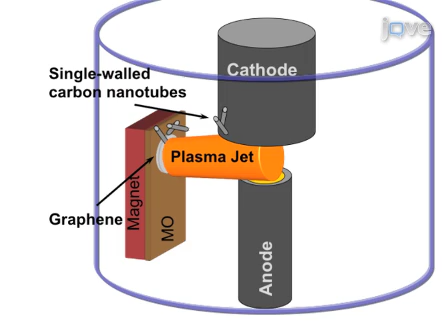 jove
Cathode
Single-walled
carbon nanotubes
Plasma Jet
Graphene
Magnet
MO
Anode